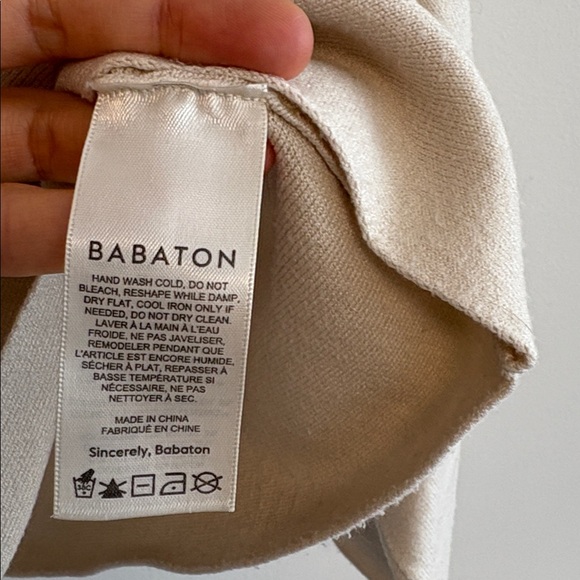 BABATON
HAND WASH COLD, DO NOT
BLEACH, RESHAPE WHILE DAMP,
DRY FLAT, COOL IRON ONLY IF
NEEDED, DO NOT DRY CLEAN.
LAVER À LA MAIN À L'EAU
FROIDE, NE PAS JAVELISER,
REMODELER PENDANT QUE
L'ARTICLE EST ENCORE HUMIDE,
SÉCHER À PLAT, REPASSER À
BASSE TEMPÉRATURE SI
NÉCESSAIRE, NE PAS
NETTOYER À SEC.
MADE IN CHINA
FABRIQUÉ EN CHINE
Sincerely, Babaton
30C